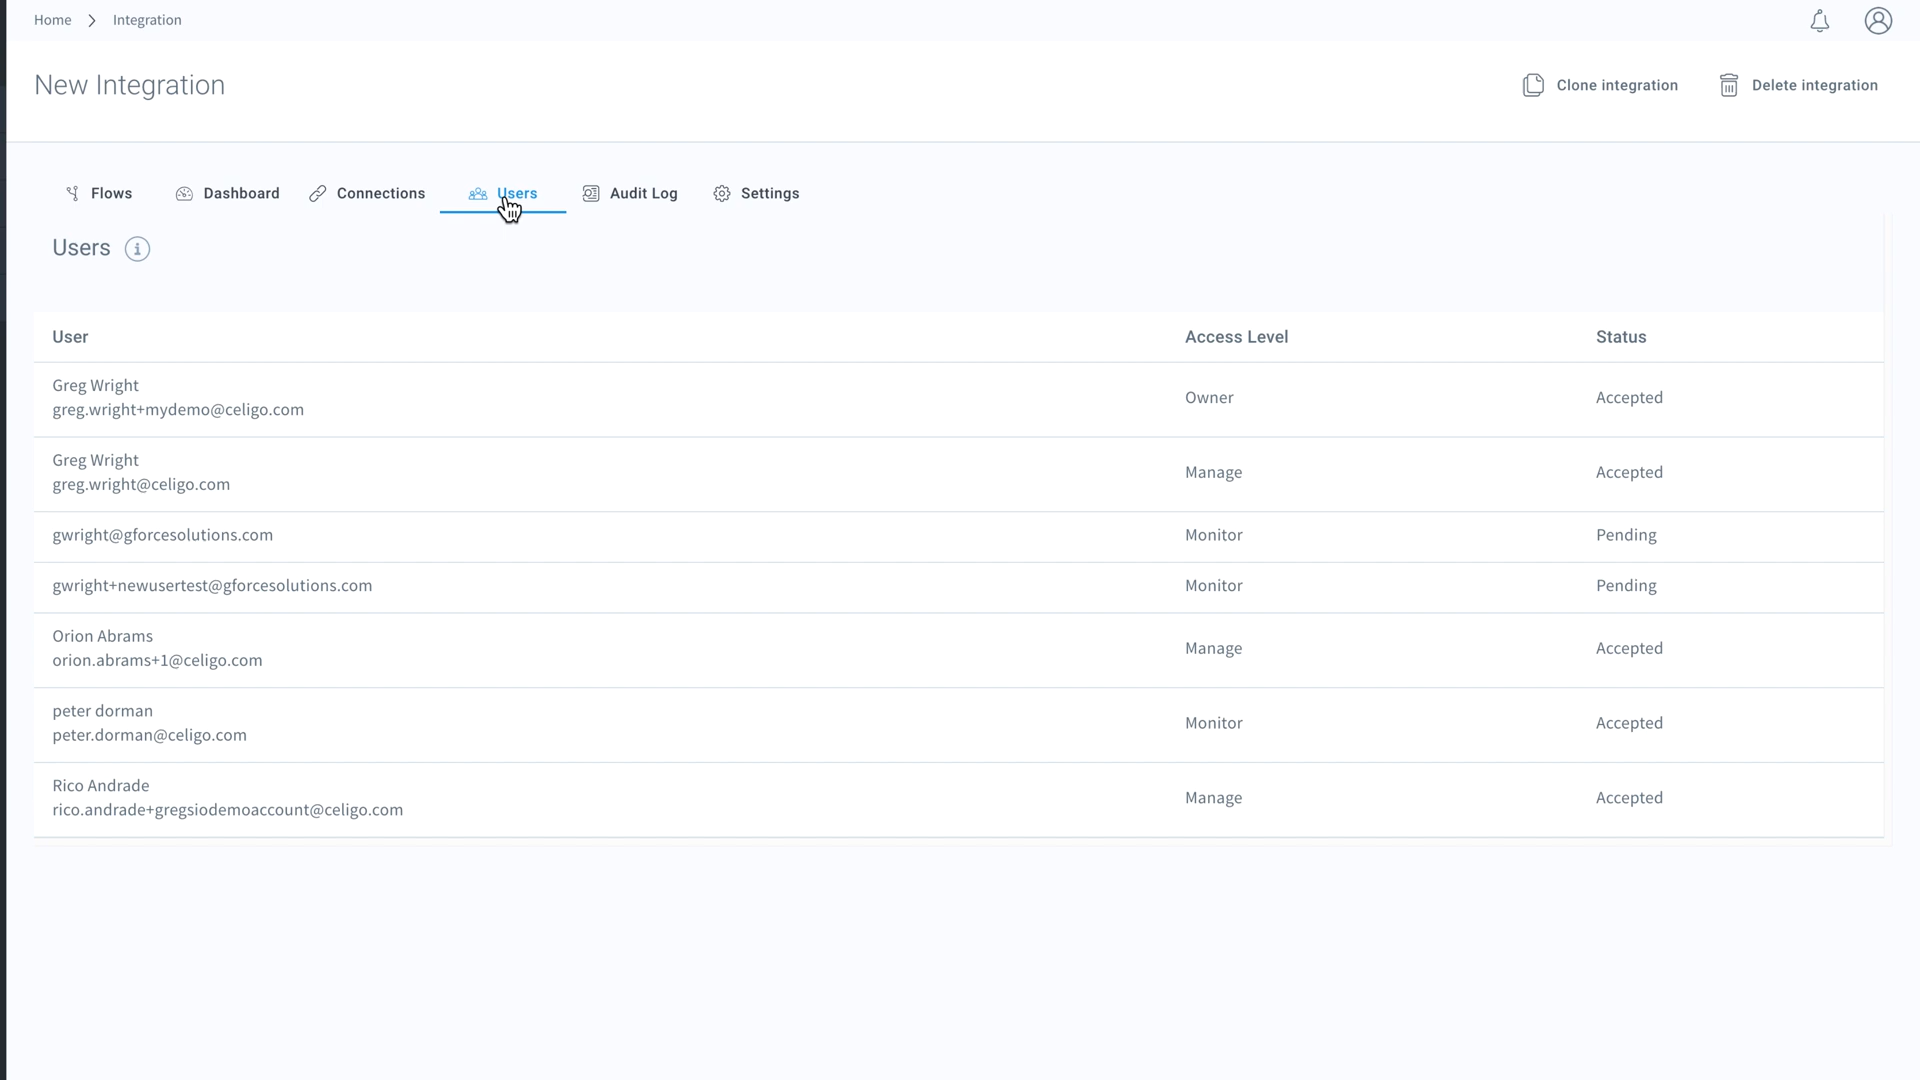 Home
Integration
New Integration
Clone integration
Delete integration
Flows
Dashboard
Connections
Users
Audit Log
Settings
Users
User
Access Level
Status
Greg Wright
greg.wright+mydemo@celigo.com
Owner
Accepted
Greg Wright
greg.wright@celigo.com
Manage
Accepted
gwright@gforcesolutions.com
Monitor
Pending
gwright+newusertest@gforcesolutions.com
Monitor
Pending
Orion Abrams
orion.abrams+1@celigo.com
Manage
Accepted
peter dorman
peter.dorman@celigo.com
Monitor
Accepted
Rico Andrade
rico.andrade+gregsiodemoaccount@celigo.com
Manage
Accepted